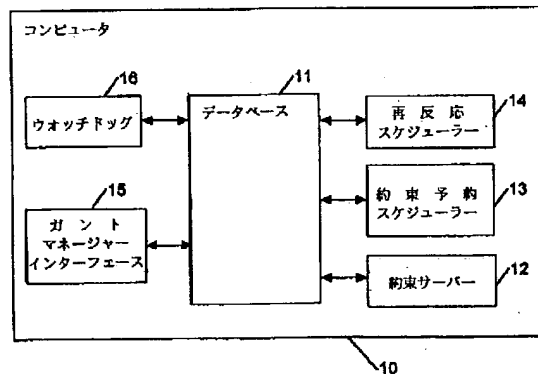 コンピュータ
16
ウォッチドッグ
11
データベース
14
再反応
スケジューラー
15
ガント
マネージャー
インターフェース
13
約束予約
スケジューラー
12
約束サーバー
10